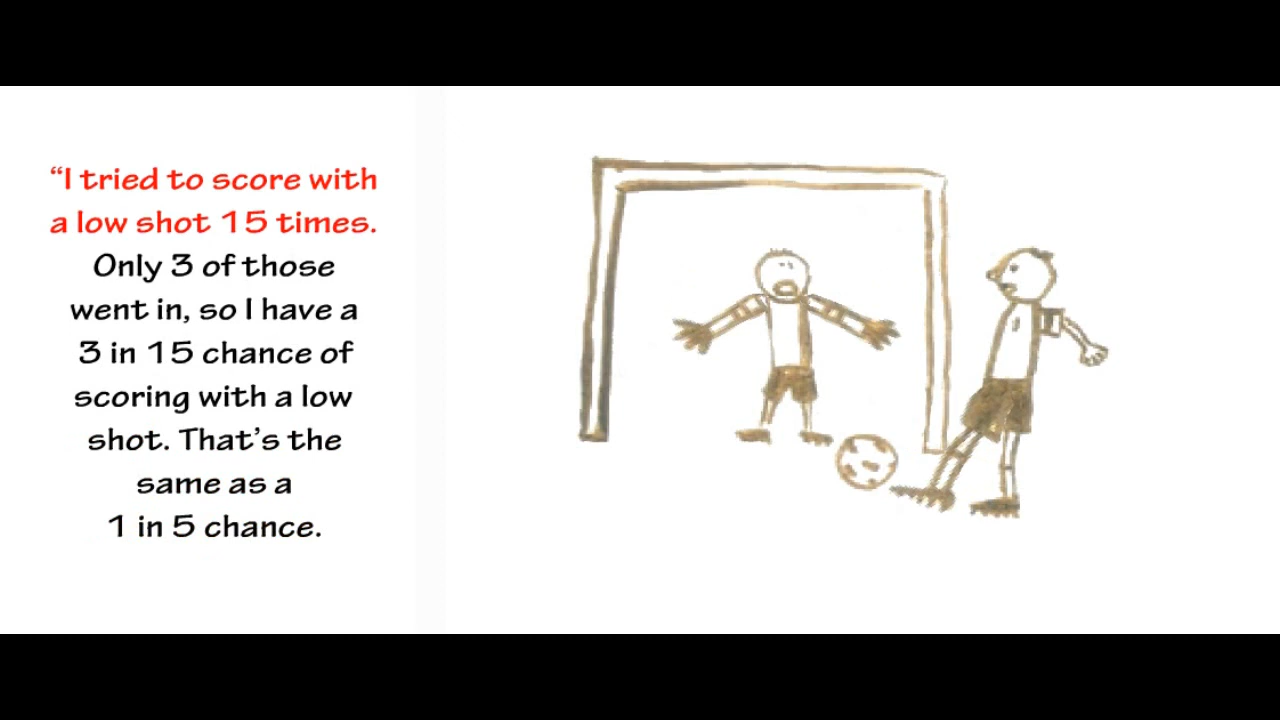 “I tried to score with
a low shot 15 times.
Only 3 of those
went in, so I have a
3 in 15 chance of
scoring with a low
shot. That’s the
same as a
1 in 5 chance.